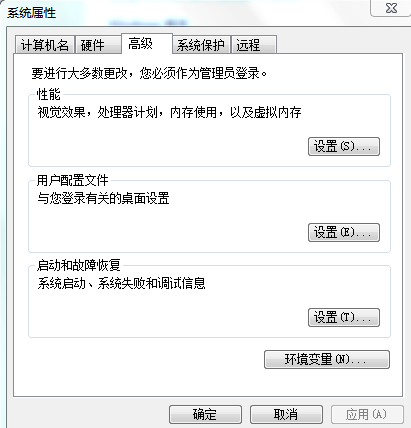 系统属性
计算机名 硬件 高级 系统保护 远程
要进行大多数更改，您必须作为管理员登录。
性能
视觉效果，处理器计划，内存使用，以及虚拟内存
设置(S)...
用户配置文件
与您登录有关的桌面设置
设置(E)...
启动和故障恢复
系统启动、系统失败和调试信息
设置(T)...
环境变量(N)...
确定 取消 应用(A)